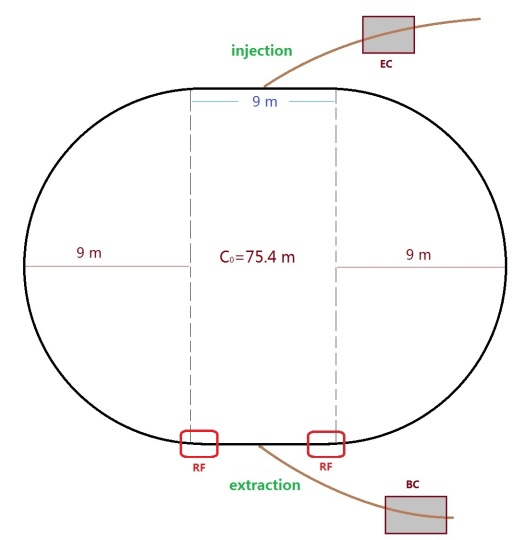 injection
EC
9 m
9 m
C₀=75.4 m
9 m
RF
RF
extraction
BC